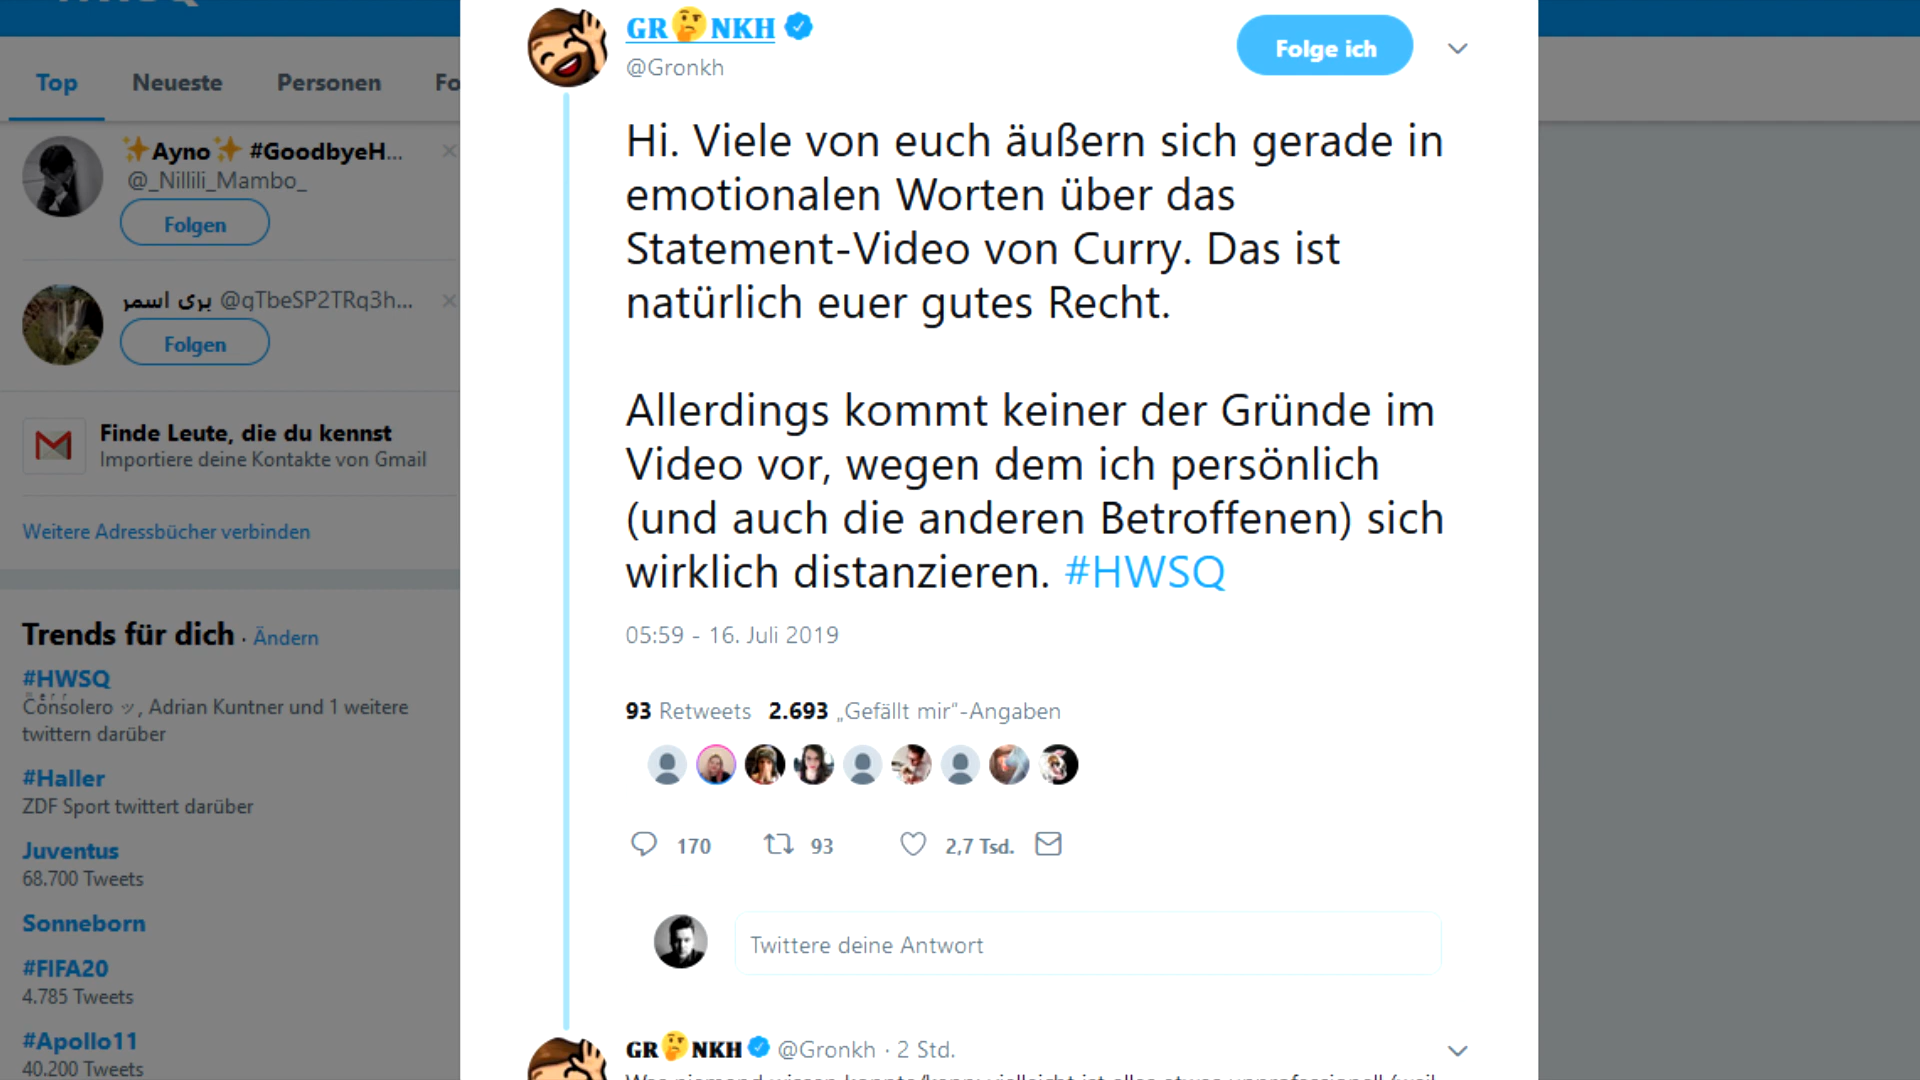 Top Neueste Personen Fo
✨Ayno✨ #GoodbyeH...
@_Nillili_Mambo_
Folgen
بری اسمر @qTbeSP2TRq3h...
Folgen
Finde Leute, die du kennst
Importiere deine Kontakte von Gmail
Weitere Adressbücher verbinden
Trends für dich · Ändern
#HWSQ
Consolero ツ, Adrian Kuntner und 1 weitere
twittern darüber
#Haller
ZDF Sport twittert darüber
Juventus
68.700 Tweets
Sonneborn
#FIFA20
4.785 Tweets
#Apollo11
40.200 Tweets
GR🤔NKH
@Gronkh
Folge ich
Hi. Viele von euch äußern sich gerade in
emotionalen Worten über das
Statement-Video von Curry. Das ist
natürlich euer gutes Recht.
Allerdings kommt keiner der Gründe im
Video vor, wegen dem ich persönlich
(und auch die anderen Betroffenen) sich
wirklich distanzieren. #HWSQ
05:59 - 16. Juli 2019
93 Retweets 2.693 „Gefällt mir“-Angaben
170 93 2,7 Tsd.
Twittere deine Antwort
GR🤔NKH @Gronkh · 2 Std.